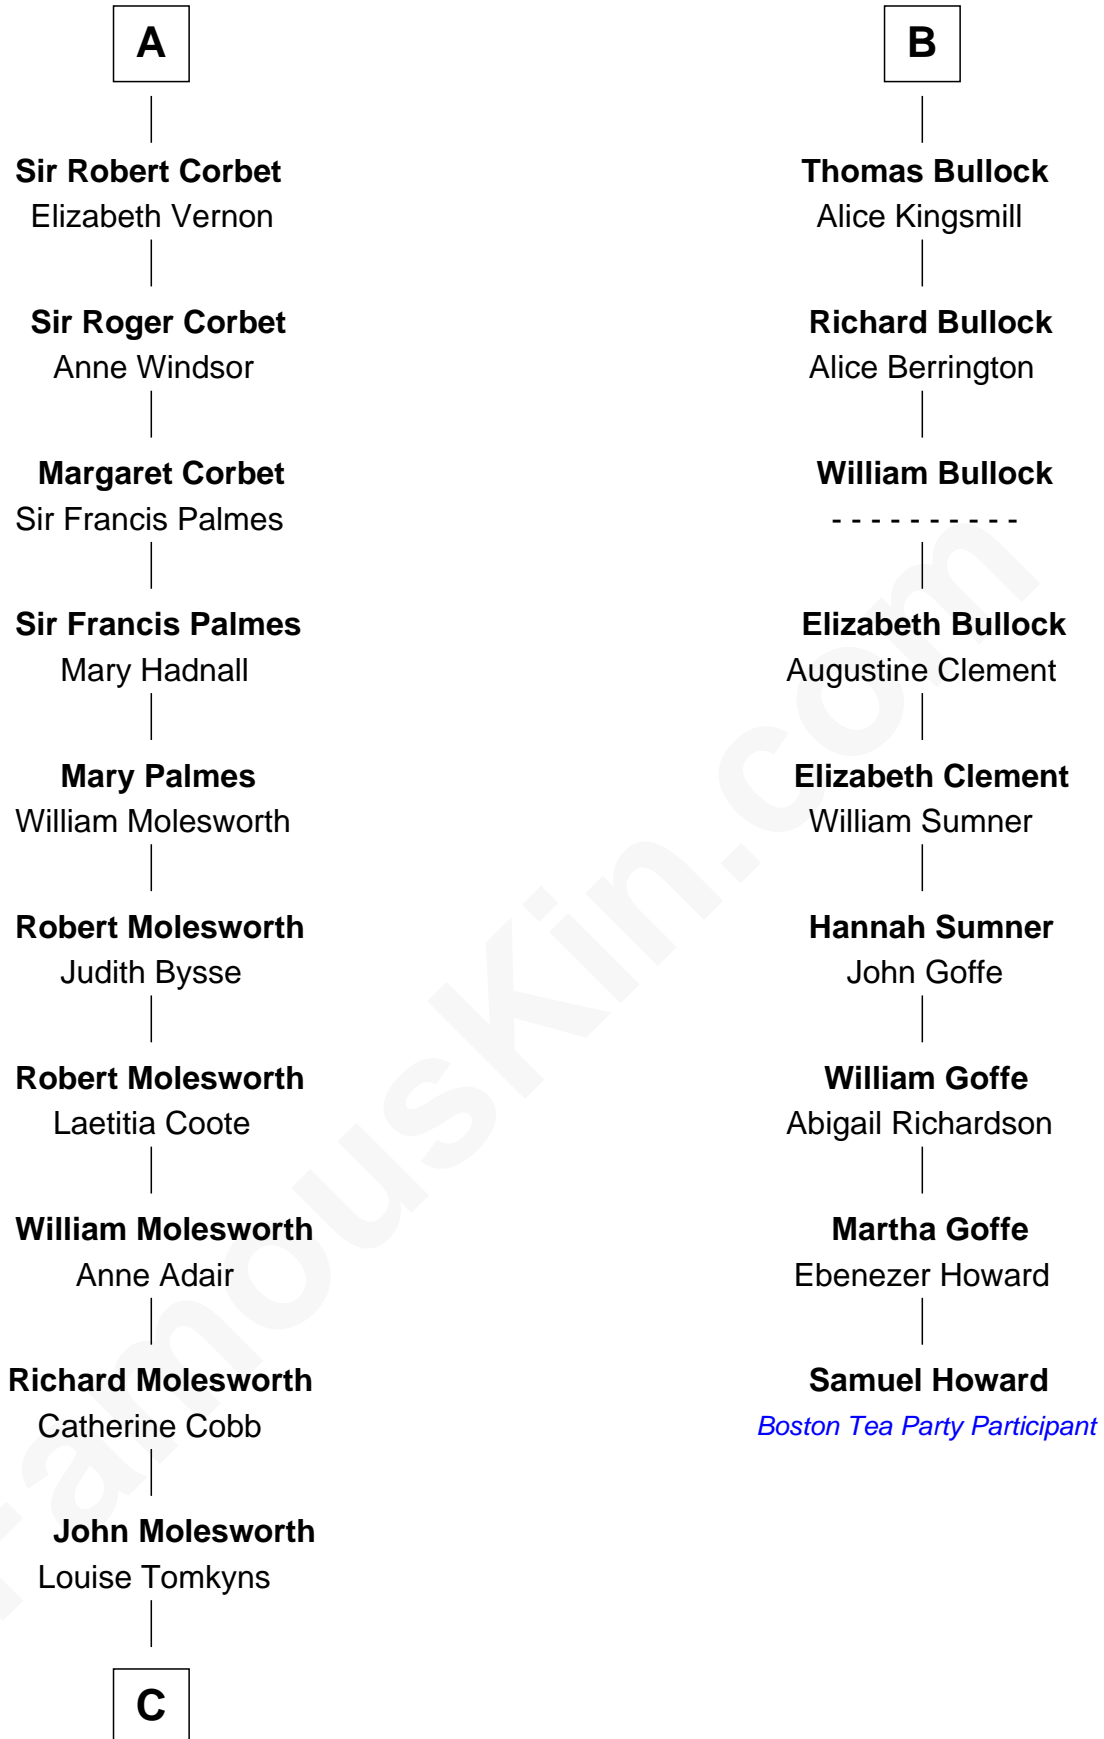 A
Sir Robert Corbet
Elizabeth Vernon
Sir Roger Corbet
Anne Windsor
Margaret Corbet
Sir Francis Palmes
Sir Francis Palmes
Mary Hadnall
Mary Palmes
William Molesworth
Robert Molesworth
Judith Bysse
Robert Molesworth
Laetitia Coote
William Molesworth
Anne Adair
Richard Molesworth
Catherine Cobb
John Molesworth
Louise Tomkyns
C
B
Thomas Bullock
Alice Kingsmill
Richard Bullock
Alice Berrington
William Bullock
- - - - - - - - - -
Elizabeth Bullock
Augustine Clement
Elizabeth Clement
William Sumner
Hannah Sumner
John Goffe
William Goffe
Abigail Richardson
Martha Goffe
Ebenezer Howard
Samuel Howard
Boston Tea Party Participant
FamousKin.com